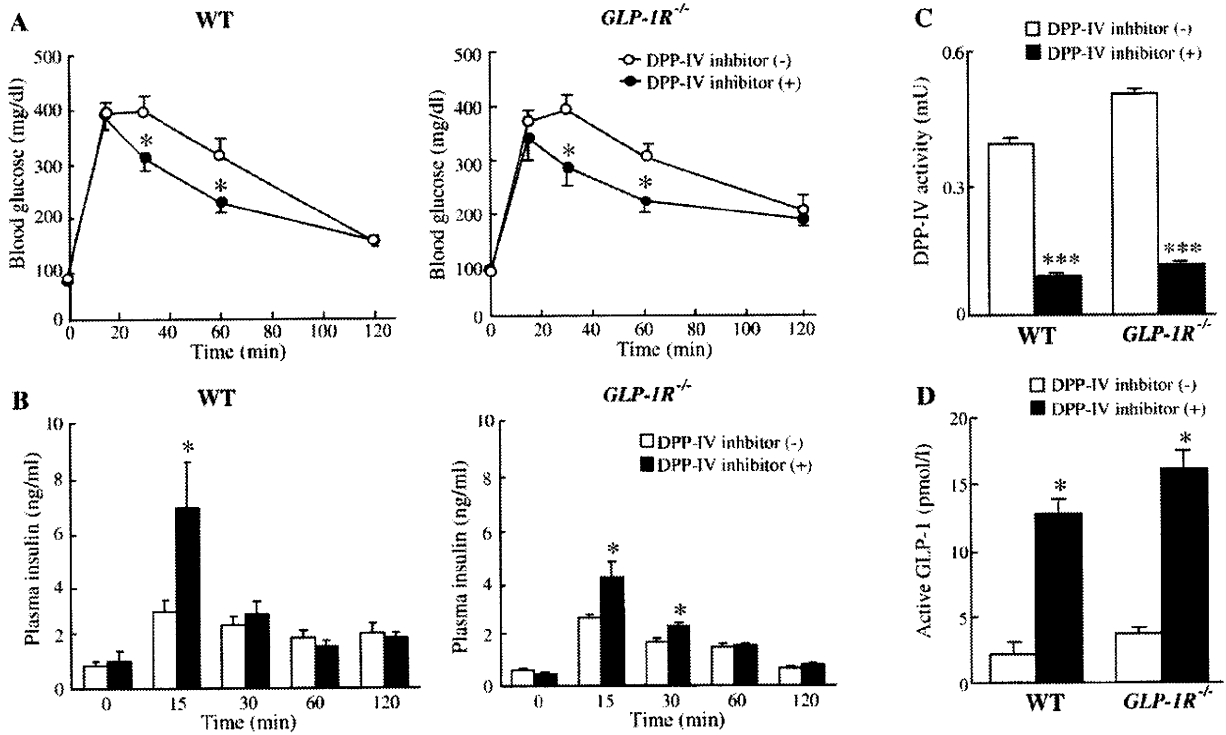 A
WT
Blood glucose (mg/dl)
500
400
300
200
100
0
*
*
0 20 40 60 80 100 120
Time (min)
GLP-1R-/-
DPP-IV inhbitor (-)
DPP-IV inhibitor (+)
Blood glucose (mg/dl)
500
400
300
200
100
0
*
*
0 20 40 60 80 100 120
Time (min)
C
DPP-IV inhbitor (-)
DPP-IV inhibitor (+)
DPP-IV activity (mU)
0.6
0.3
0
***
***
WT GLP-1R-/-
B
WT
Plasma insulin (ng/ml)
10
8
6
4
2
0
*
0 15 30 60 120
Time (min)
GLP-1R-/-
DPP-IV inhbitor (-)
DPP-IV inhibitor (+)
Plasma insulin (ng/ml)
10
8
6
4
2
0
*
*
0 15 30 60 120
Time (min)
D
DPP-IV inhbitor (-)
DPP-IV inhibitor (+)
Active GLP-1 (pmol/l)
20
15
10
5
0
*
*
WT GLP-1R-/-